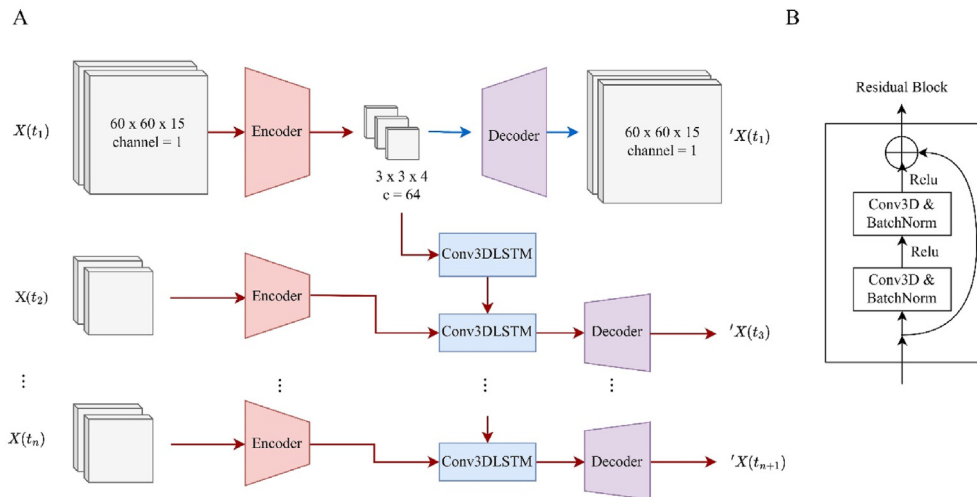 A
B
X(t₁)
60 x 60 x 15
channel = 1
Encoder
3 x 3 x 4
c = 64
Decoder
60 x 60 x 15
channel = 1
'X(t₁)
Conv3DLSTM
X(t₂)
Encoder
Conv3DLSTM
Decoder
'X(t₃)
⋮
⋮
⋮
⋮
X(tₙ)
Encoder
Conv3DLSTM
Decoder
'X(tₙ₊₁)
Residual Block
Relu
Conv3D &
BatchNorm
Relu
Conv3D &
BatchNorm